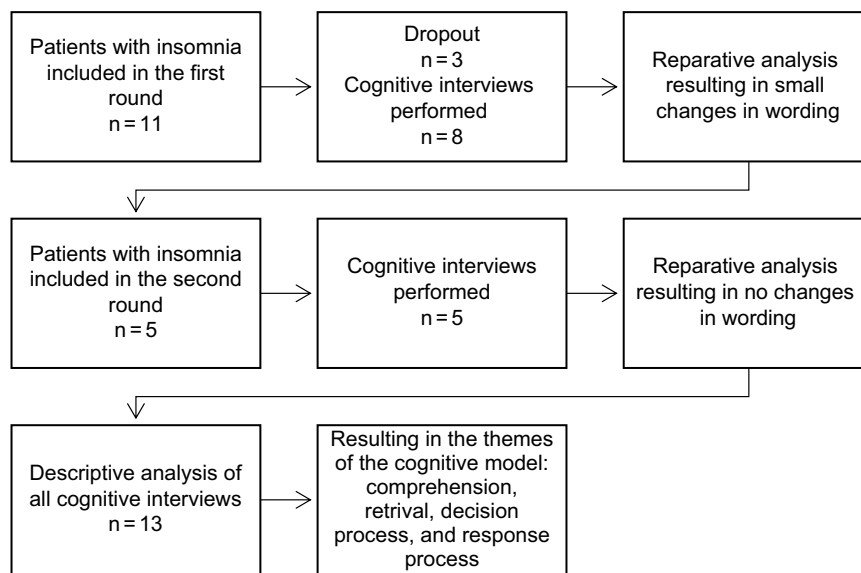 Patients with insomnia
included in the first
round
n = 11
Dropout
n = 3
Cognitive interviews
performed
n = 8
Reparative analysis
resulting in small
changes in wording
Patients with insomnia
included in the second
round
n = 5
Cognitive interviews
performed
n = 5
Reparative analysis
resulting in no changes
in wording
Descriptive analysis of
all cognitive interviews
n = 13
Resulting in the themes
of the cognitive model:
comprehension,
retrival, decision
process, and response
process